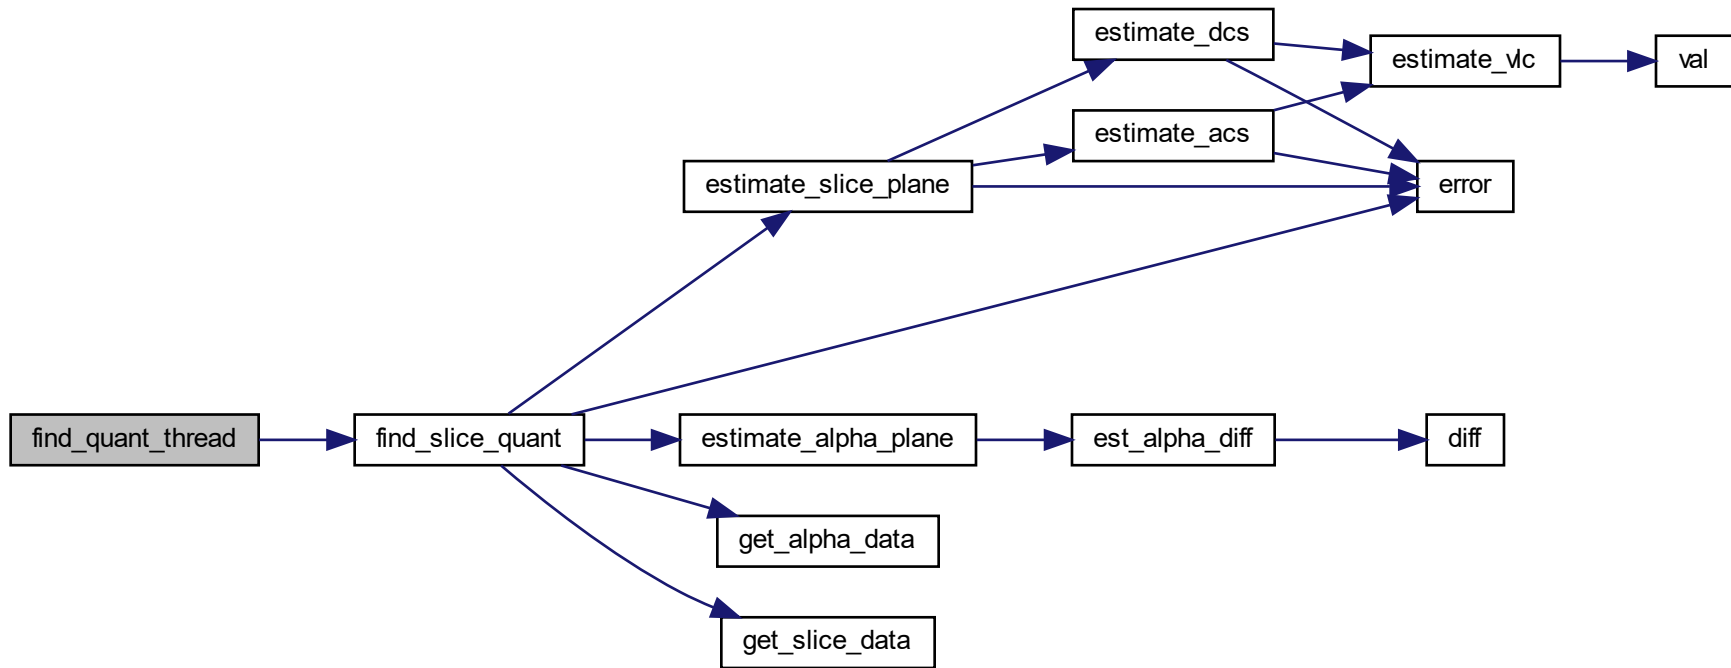 estimate_dcs
estimate_vlc
val
estimate_acs
estimate_slice_plane
error
find_quant_thread
find_slice_quant
estimate_alpha_plane
est_alpha_diff
diff
get_alpha_data
get_slice_data